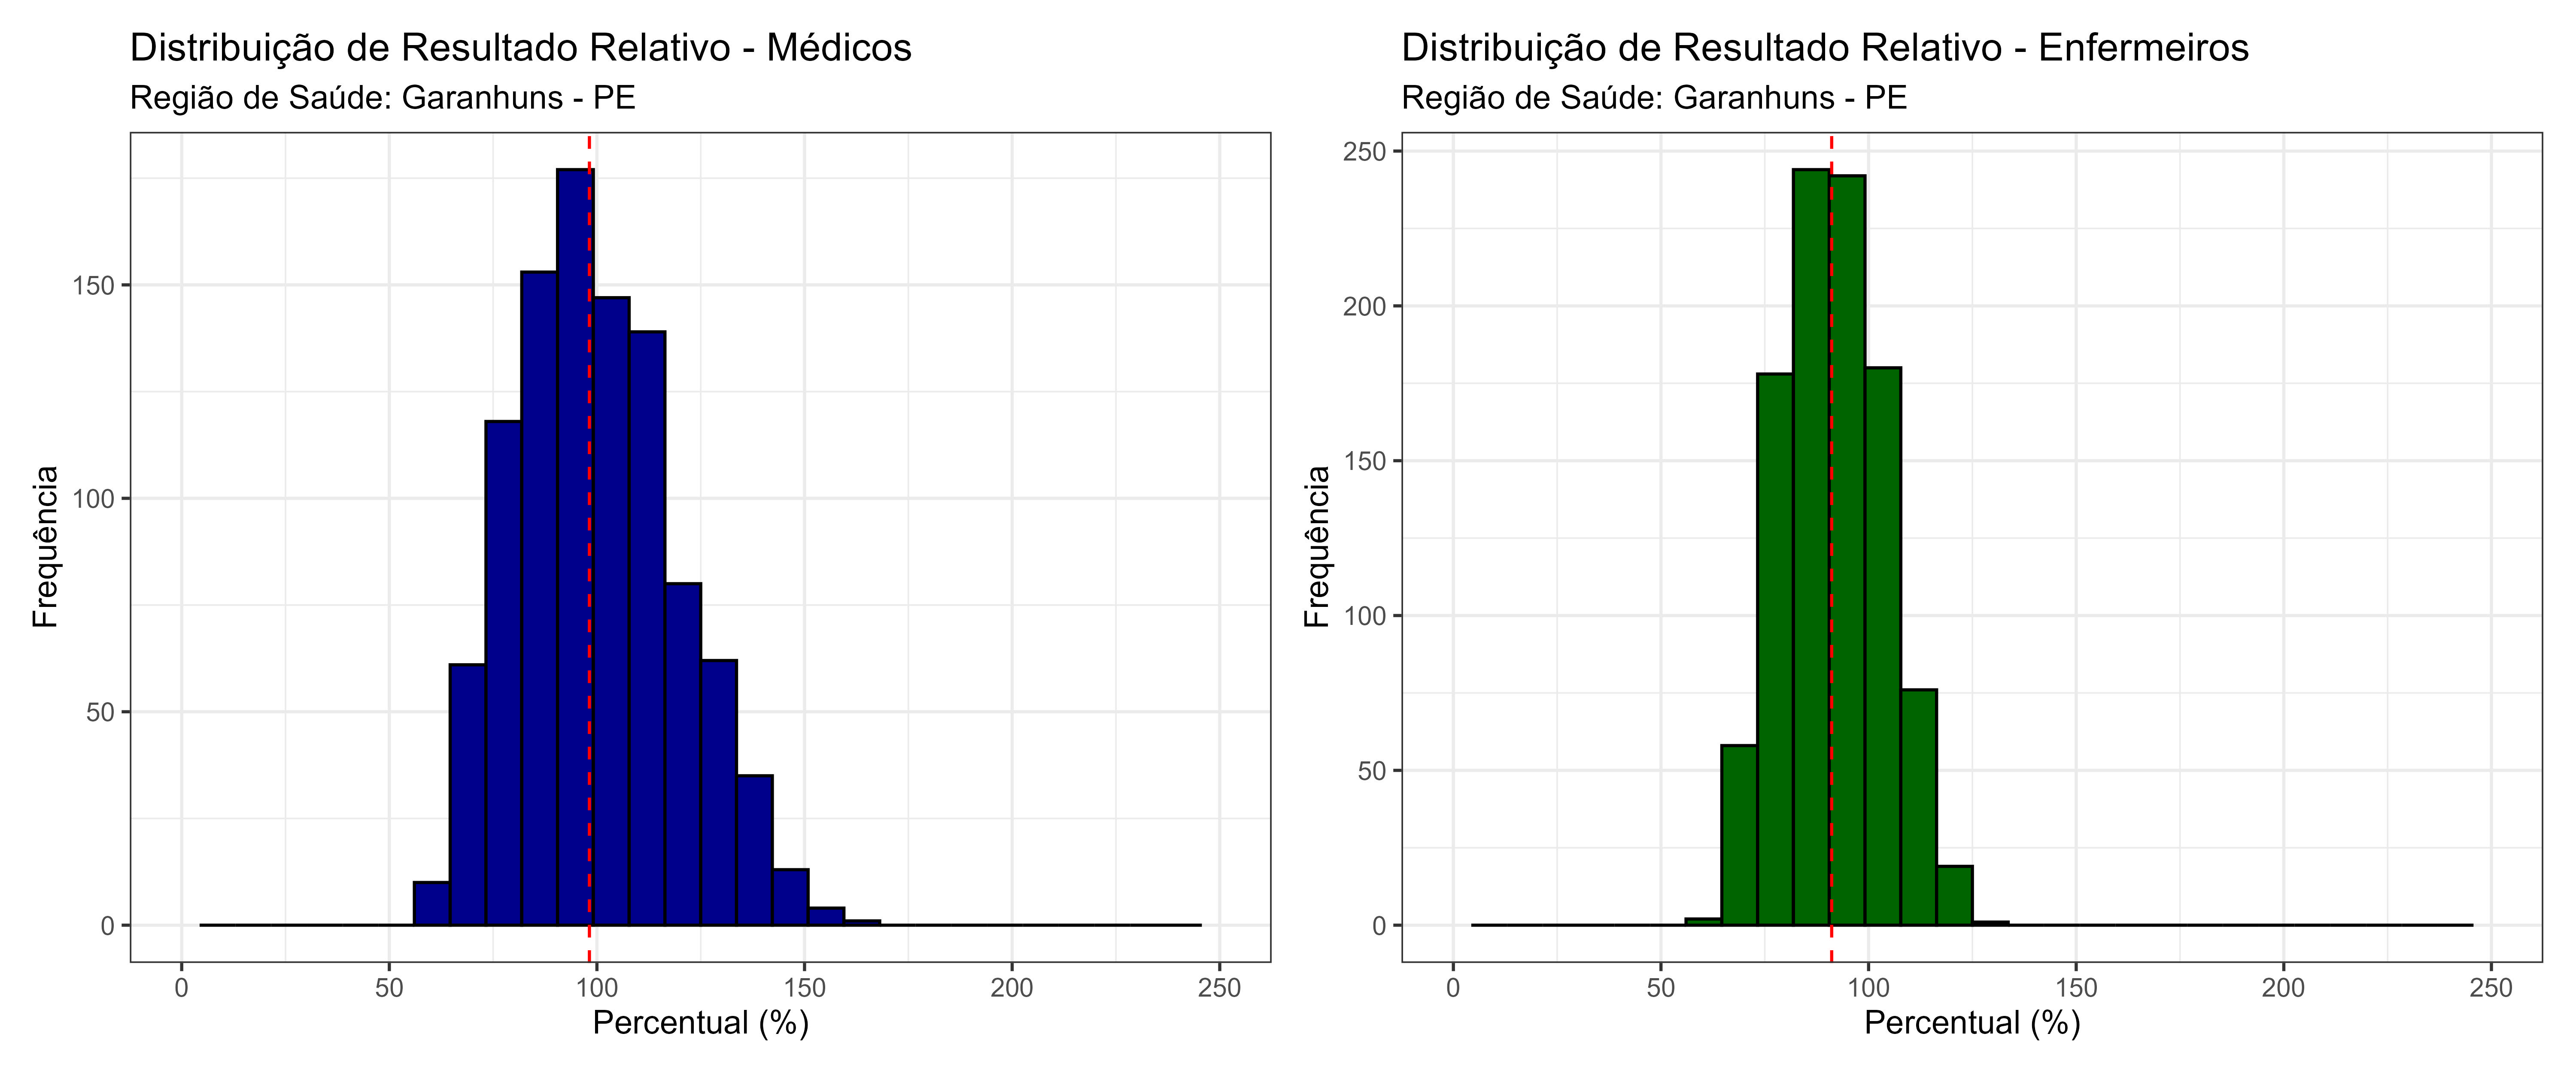 Distribuição de Resultado Relativo - Médicos
Região de Saúde: Garanhuns - PE
Frequência
150
100
50
0
0 50 100 150 200 250
Percentual (%)
Distribuição de Resultado Relativo - Enfermeiros
Região de Saúde: Garanhuns - PE
Frequência
250
200
150
100
50
0
0 50 100 150 200 250
Percentual (%)